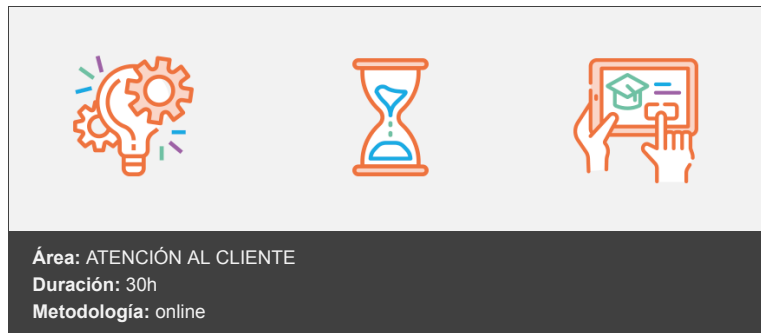 Área: ATENCIÓN AL CLIENTE
Duración: 30h
Metodología: online